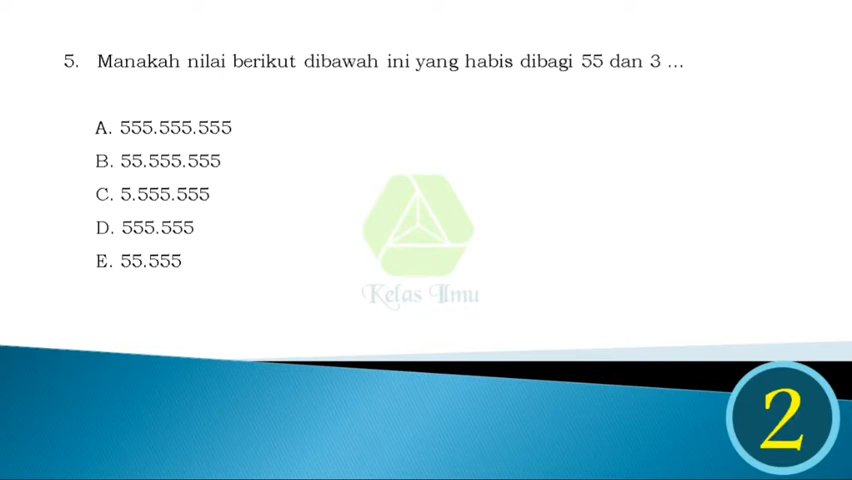 5. Manakah nilai berikut dibawah ini yang habis dibagi 55 dan 3 ...
A. 555.555.555
B. 55.555.555
C. 5.555.555
D. 555.555
E. 55.555
Kelas Ilmu
2